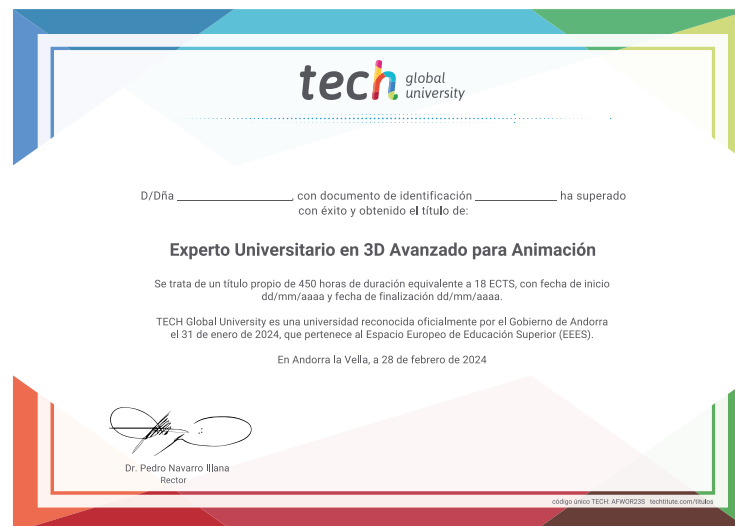 tech global university
D/Dña ____________________, con documento de identificación ______________ ha superado
con éxito y obtenido el título de:
Experto Universitario en 3D Avanzado para Animación
Se trata de un título propio de 450 horas de duración equivalente a 18 ECTS, con fecha de inicio
dd/mm/aaaa y fecha de finalización dd/mm/aaaa.
TECH Global University es una universidad reconocida oficialmente por el Gobierno de Andorra
el 31 de enero de 2024, que pertenece al Espacio Europeo de Educación Superior (EEES).
En Andorra la Vella, a 28 de febrero de 2024
Dr. Pedro Navarro Illana
Rector
código único TECH: AFWOR23S techtitute.com/titulos